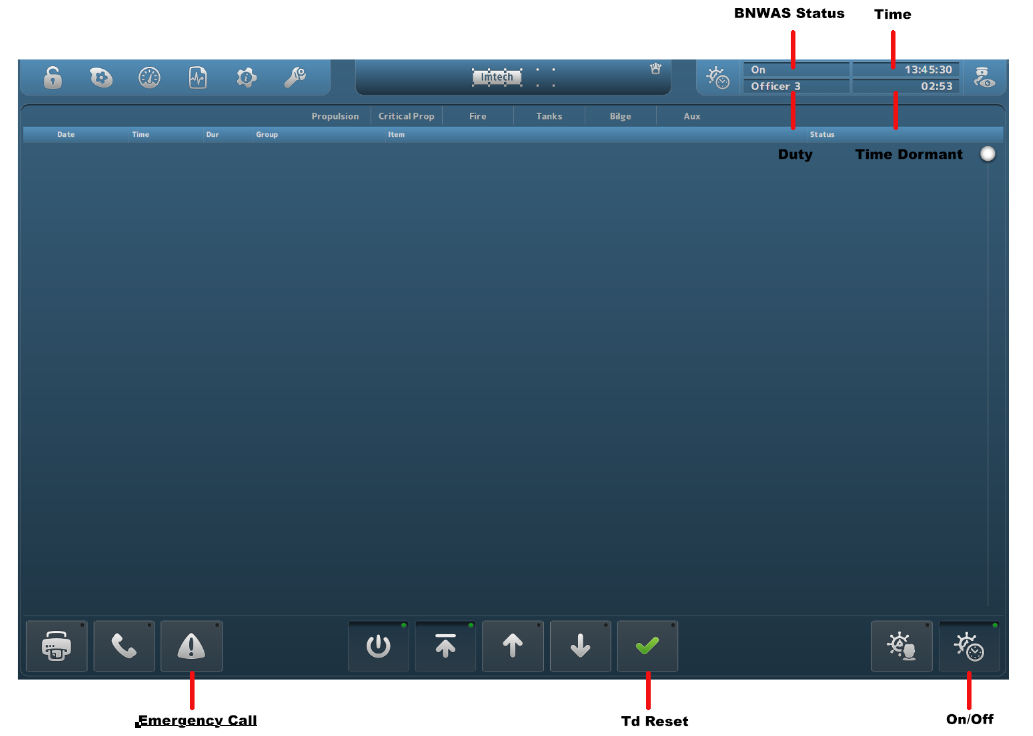 BNWAS Status Time
Imtech
On 13:45:30
Officer 3 02:53
Propulsion Critical Prop Fire Tanks Bilge Aux
Date Time Dur Group Item Status
Duty Time Dormant
Emergency Call Td Reset On/Off